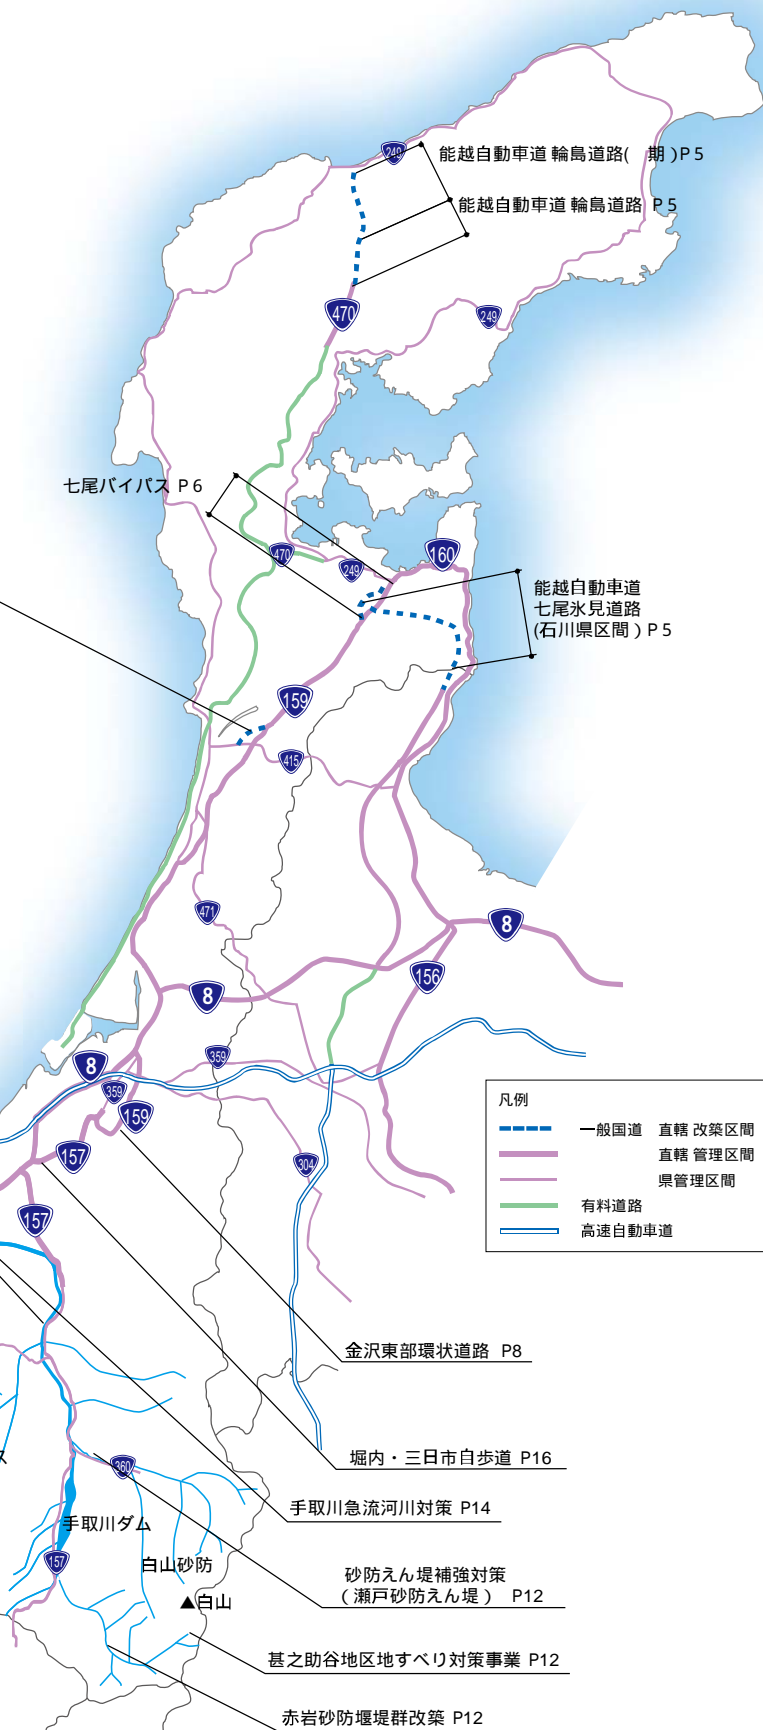 249
能越自動車道 輪島道路(　期)P5
能越自動車道 輪島道路 P5
470
249
七尾バイパス P6
470
249
160
能越自動車道
七尾氷見道路
(石川県区間)P5
159
415
471
8
8
156
8
359
359
159
157
304
157
凡例
一般国道　直轄 改築区間
直轄 管理区間
県管理区間
有料道路
高速自動車道
金沢東部環状道路 P8
ス
堀内・三日市自歩道 P16
360
手取川急流河川対策 P14
手取川ダム
157
白山砂防
砂防えん堤補強対策
(瀬戸砂防えん堤) P12
▲白山
甚之助谷地区地すべり対策事業 P12
赤岩砂防堰堤群改築 P12